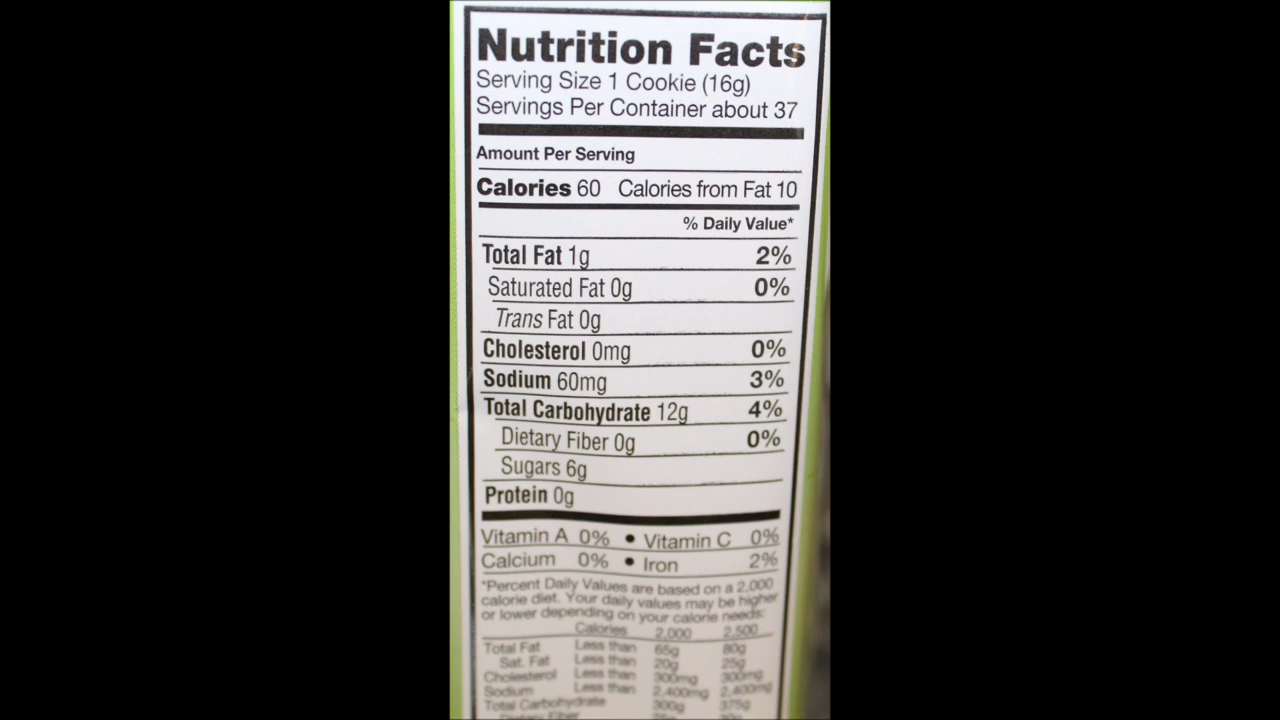 Nutrition Facts
Serving Size 1 Cookie (16g)
Servings Per Container about 37
Amount Per Serving
Calories 60 Calories from Fat 10
% Daily Value*
Total Fat 1g 2%
Saturated Fat 0g 0%
Trans Fat 0g
Cholesterol 0mg 0%
Sodium 60mg 3%
Total Carbohydrate 12g 4%
Dietary Fiber 0g 0%
Sugars 6g
Protein 0g
Vitamin A 0% • Vitamin C 0%
Calcium 0% • Iron 2%
*Percent Daily Values are based on a 2,000
calorie diet. Your daily values may be higher
or lower depending on your calorie needs:
Calories 2,000 2,500
Total Fat Less than 65g 80g
Sat. Fat Less than 20g 25g
Cholesterol Less than 300mg 300mg
Sodium Less than 2,400mg 2,400mg
Total Carbohydrate 300g 375g
Dietary Fiber